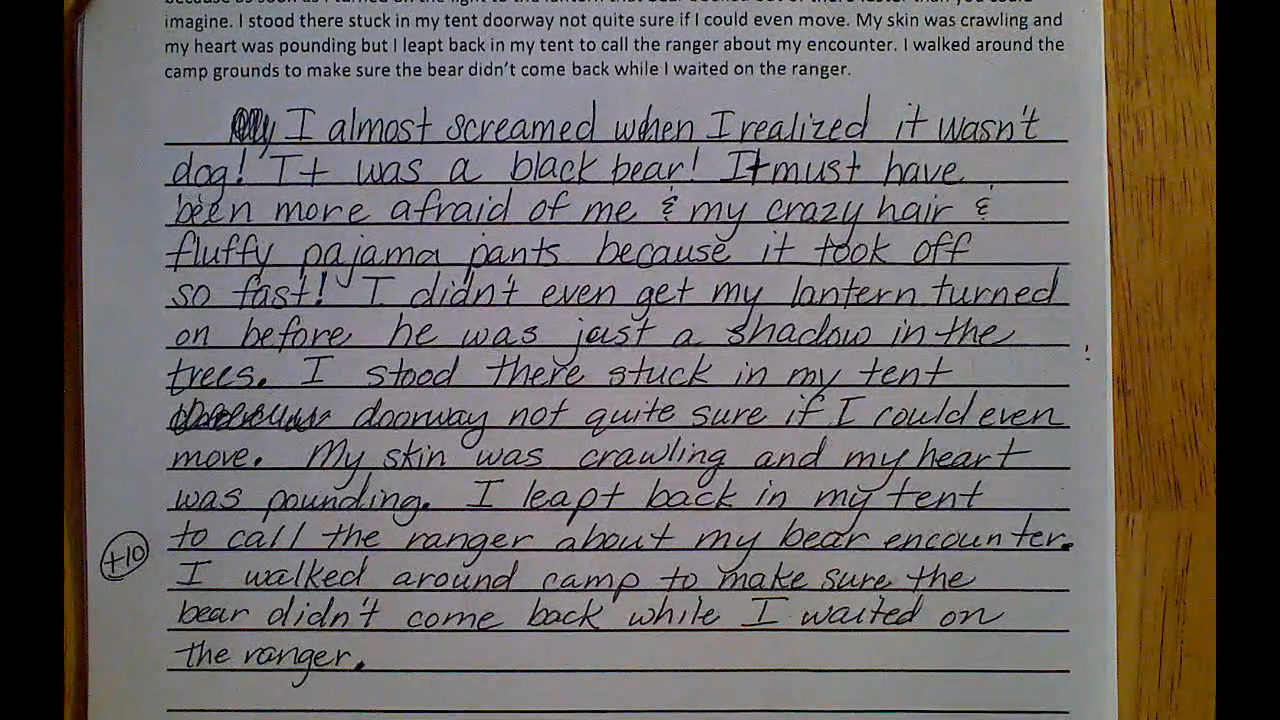 imagine. I stood there stuck in my tent doorway not quite sure if I could even move. My skin was crawling and
my heart was pounding but I leapt back in my tent to call the ranger about my encounter. I walked around the
camp grounds to make sure the bear didn't come back while I waited on the ranger.
I almost screamed when I realized it wasn't
dog! It was a black bear! It must have
been more afraid of me & my crazy hair &
fluffy pajama pants because it took off
so fast! I didn't even get my lantern turned
on before he was just a shadow in the
trees. I stood there stuck in my tent
doorway not quite sure if I could even
move. My skin was crawling and my heart
was pounding. I leapt back in my tent
to call the ranger about my bear encounter.
+10
I walked around camp to make sure the
bear didn't come back while I waited on
the ranger.